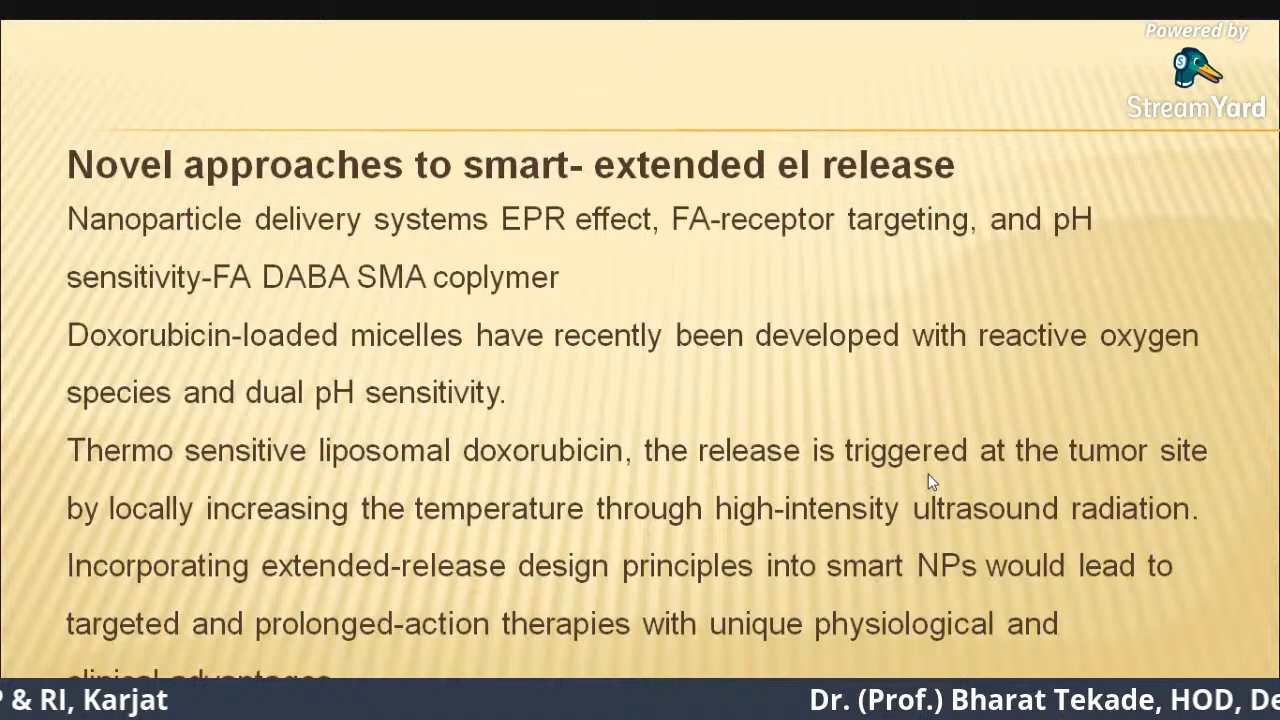 Powered by
StreamYard
Novel approaches to smart- extended el release
Nanoparticle delivery systems EPR effect, FA-receptor targeting, and pH
sensitivity-FA DABA SMA coplymer
Doxorubicin-loaded micelles have recently been developed with reactive oxygen
species and dual pH sensitivity.
Thermo sensitive liposomal doxorubicin, the release is triggered at the tumor site
by locally increasing the temperature through high-intensity ultrasound radiation.
Incorporating extended-release design principles into smart NPs would lead to
targeted and prolonged-action therapies with unique physiological and
clinical advantages
P & RI, Karjat Dr. (Prof.) Bharat Tekade, HOD, De